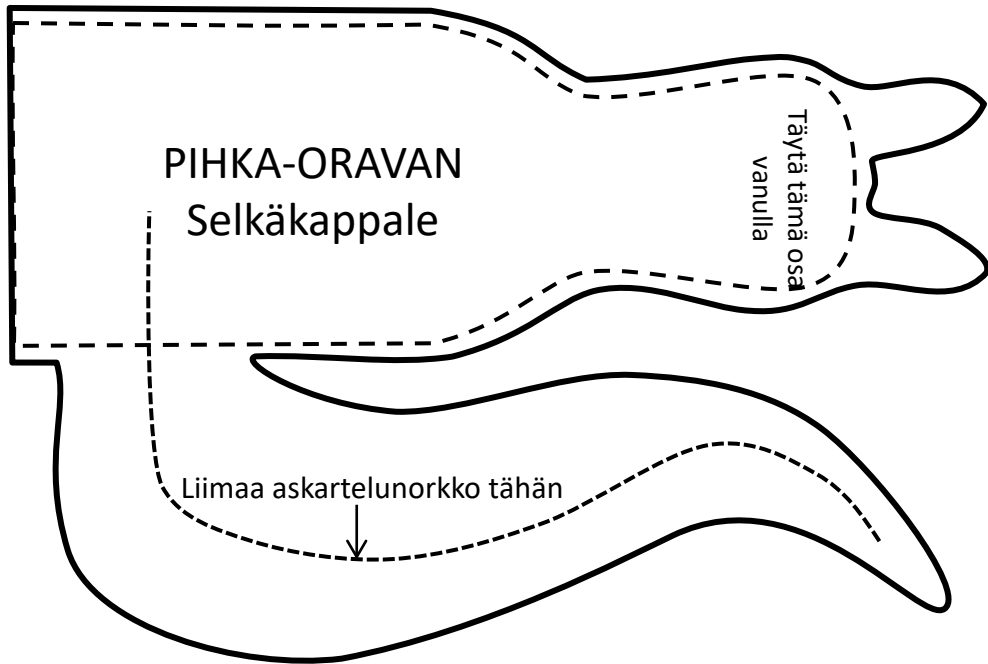 PIHKA-ORAVAN
Selkäkappale
Täytä tämä osa
vanulla
Liimaa askartelunorkko tähän